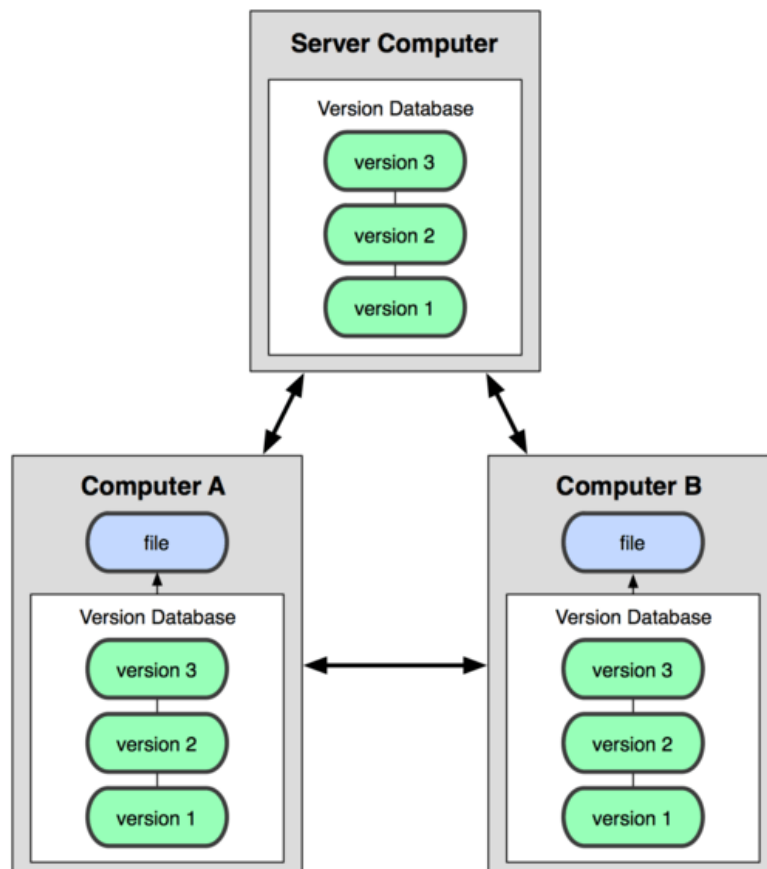 Server Computer
Version Database
version 3
version 2
version 1
Computer A
file
Version Database
version 3
version 2
version 1
Computer B
file
Version Database
version 3
version 2
version 1